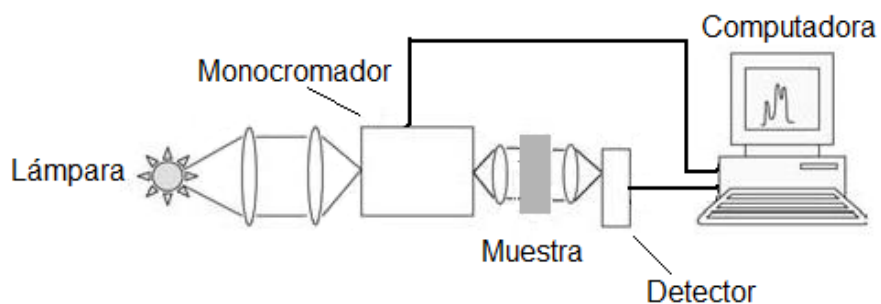 Computadora
Monocromador
Lámpara
Muestra
Detector